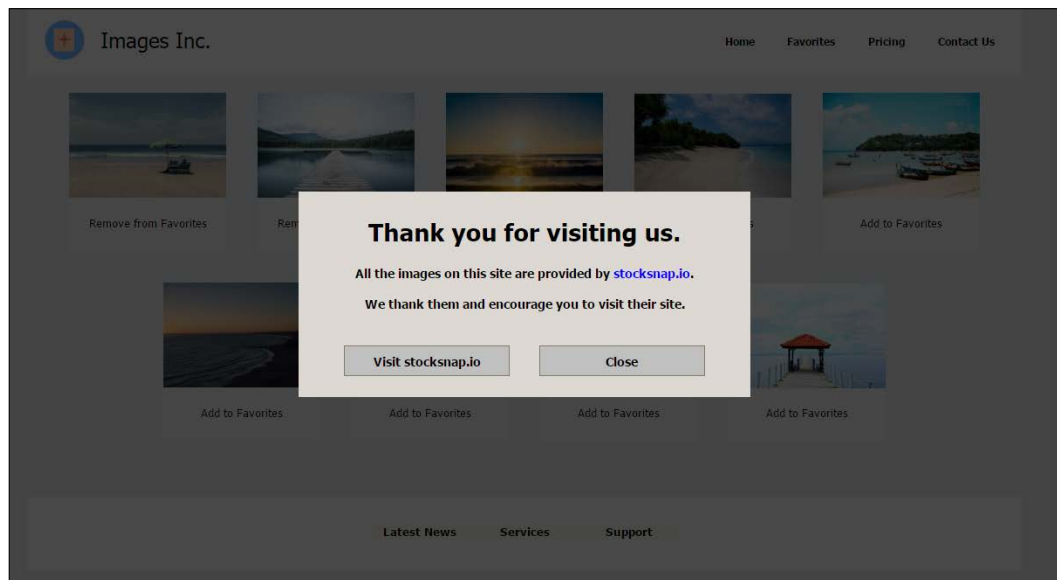 Images Inc.
Home Favorites Pricing Contact Us
Remove from Favorites Add to Favorites
Thank you for visiting us.
All the images on this site are provided by stocksnap.io.
We thank them and encourage you to visit their site.
Visit stocksnap.io Close
Add to Favorites Add to Favorites Add to Favorites Add to Favorites
Latest News Services Support